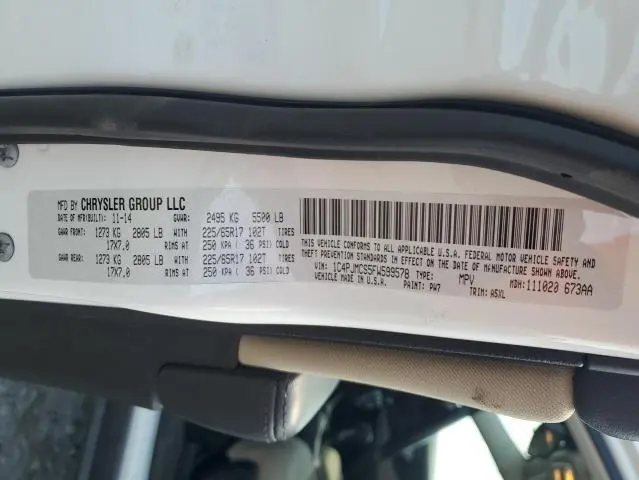 MFD BY CHRYSLER GROUP LLC
DATE OF MFR(BUILT): 11-14 GVWR: 2495 KG 5500 LB
GAWR FRONT: 1273 KG 2805 LB 225/65R17 102T TIRES
17X7.0 RIMS AT 250 KPA ( 36 PSI) COLD
GAWR REAR: 1273 KG 2805 LB 225/65R17 102T TIRES
17X7.0 RIMS AT 250 KPA ( 36 PSI) COLD
THIS VEHICLE CONFORMS TO ALL APPLICABLE U.S.A. FEDERAL MOTOR VEHICLE SAFETY AND
THEFT PREVENTION STANDARDS IN EFFECT ON THE DATE OF MANUFACTURE SHOWN ABOVE.
VIN: 1C4PJMCS5FW599578 TYPE: MPV MDH: 111020 673AA
VEHICLE MADE IN U.S.A. PAINT: PW7 TRIM: A5XL